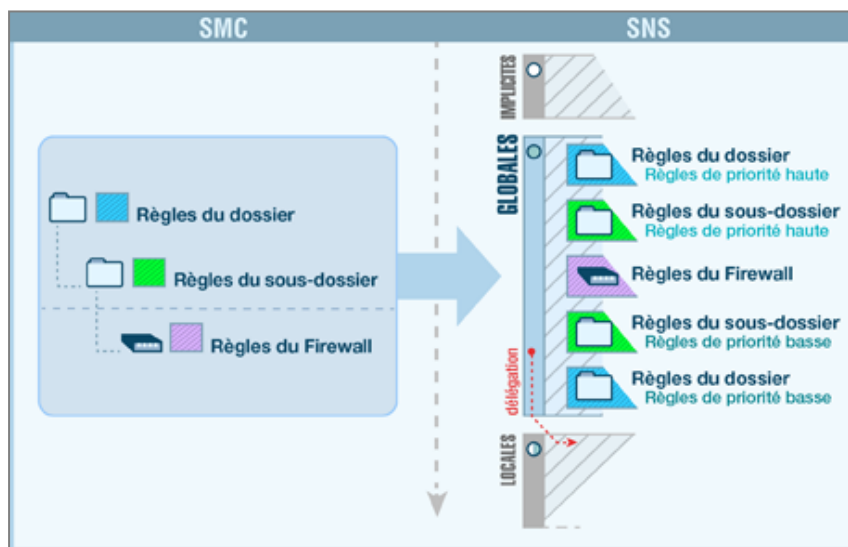 SMC
SNS
Règles du dossier
Règles du sous-dossier
Règles du Firewall
IMPLICITES
GLOBALES
Règles du dossier
Règles de priorité haute
Règles du sous-dossier
Règles de priorité haute
Règles du Firewall
Règles du sous-dossier
Règles de priorité basse
Règles du dossier
Règles de priorité basse
délégation
LOCALES